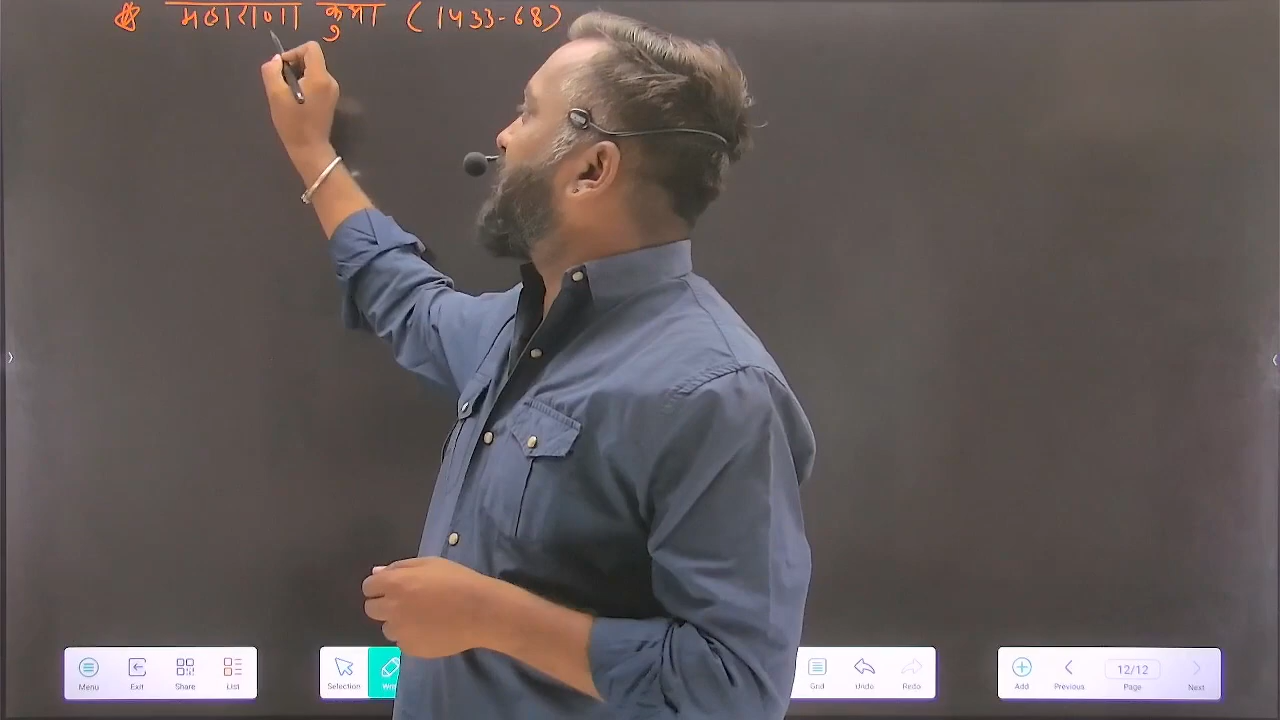 महाराणा कुंभा (1433-68)
Menu Exit Share List Selection Grid Undo Redo Add Previous 12/12 Page Next